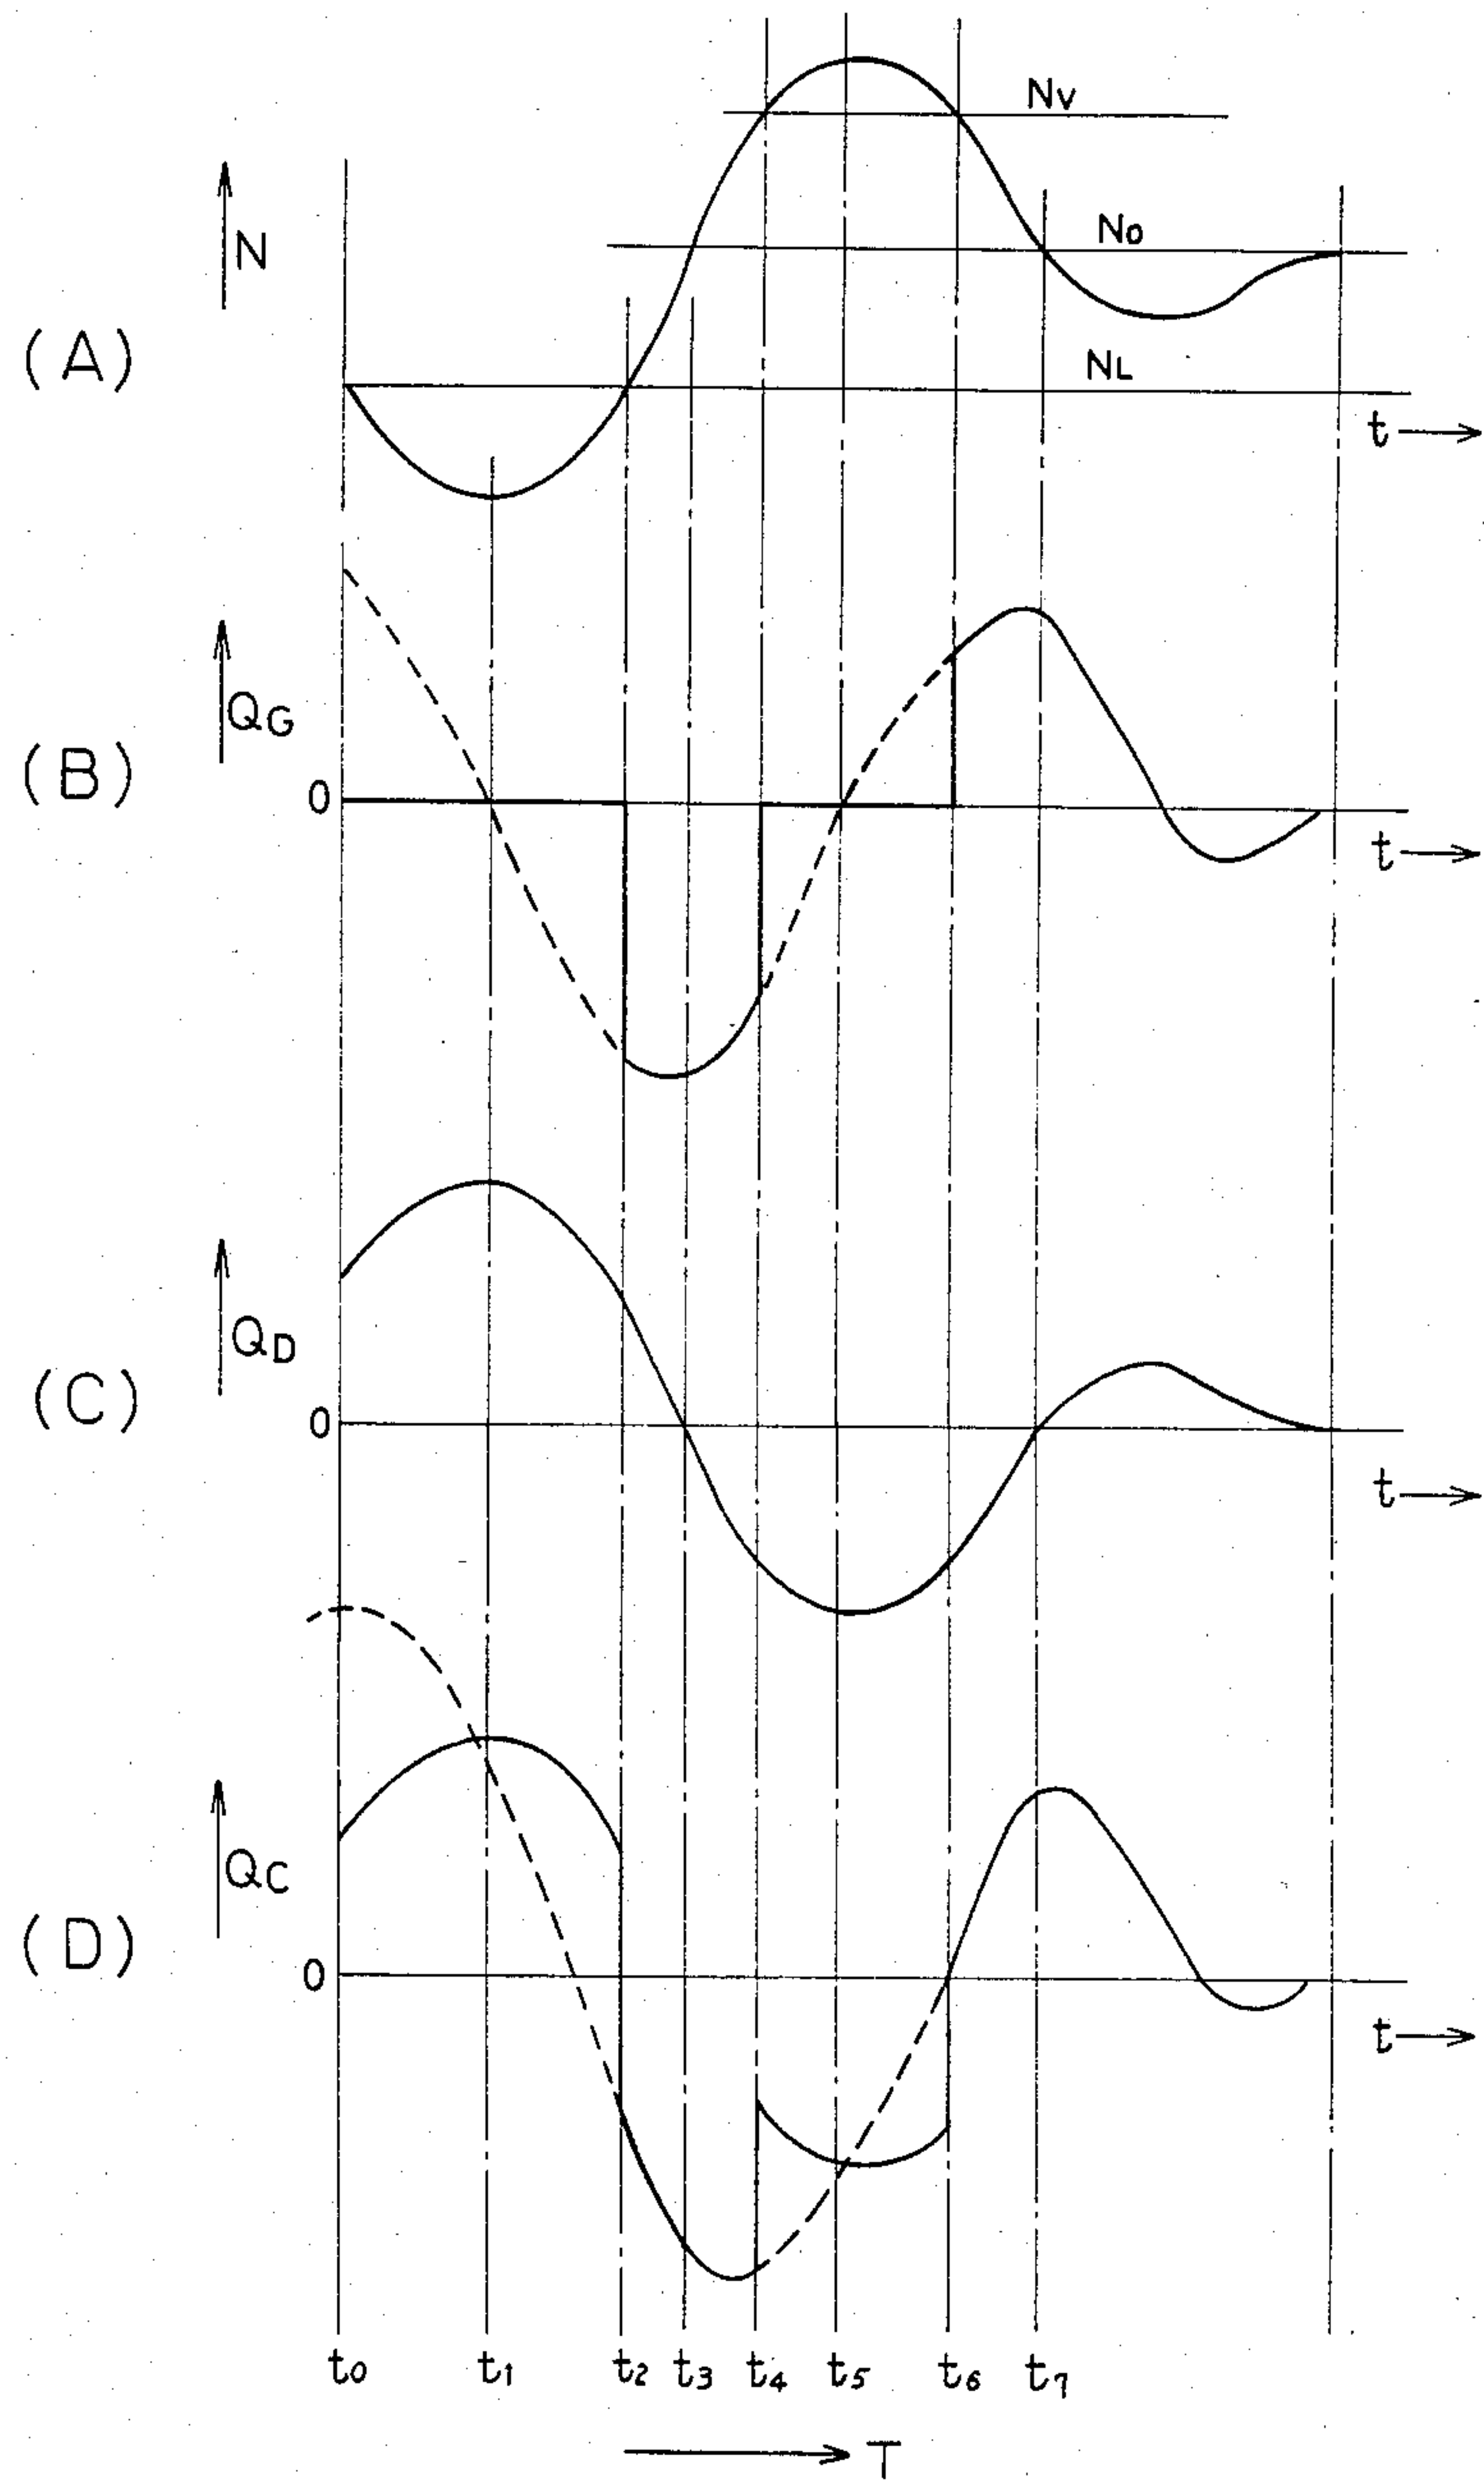 NV
N
NO
(A)
NL
t
QG
(B)
0
t
QD
(C)
0
t
QC
(D)
0
t
t0 t1 t2 t3 t4 t5 t6 t7
T